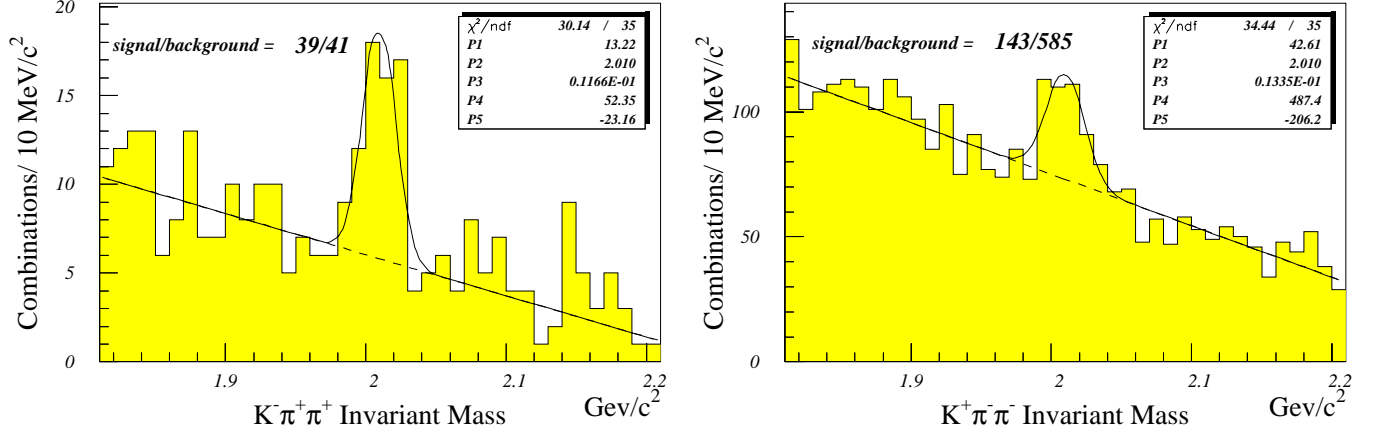 Combinations/ 10 MeV/c²
20
15
10
5
0
signal/background = 39/41
χ²/ndf 30.14 / 35
P1 13.22
P2 2.010
P3 0.1166E-01
P4 52.35
P5 -23.16
1.9 2 2.1 2.2
K⁻π⁺π⁺ Invariant Mass Gev/c²
Combinations/ 10 MeV/c²
100
50
0
signal/background = 143/585
χ²/ndf 34.44 / 35
P1 42.61
P2 2.010
P3 0.1335E-01
P4 487.4
P5 -206.2
1.9 2 2.1 2.2
K⁺π⁻π⁻ Invariant Mass Gev/c²